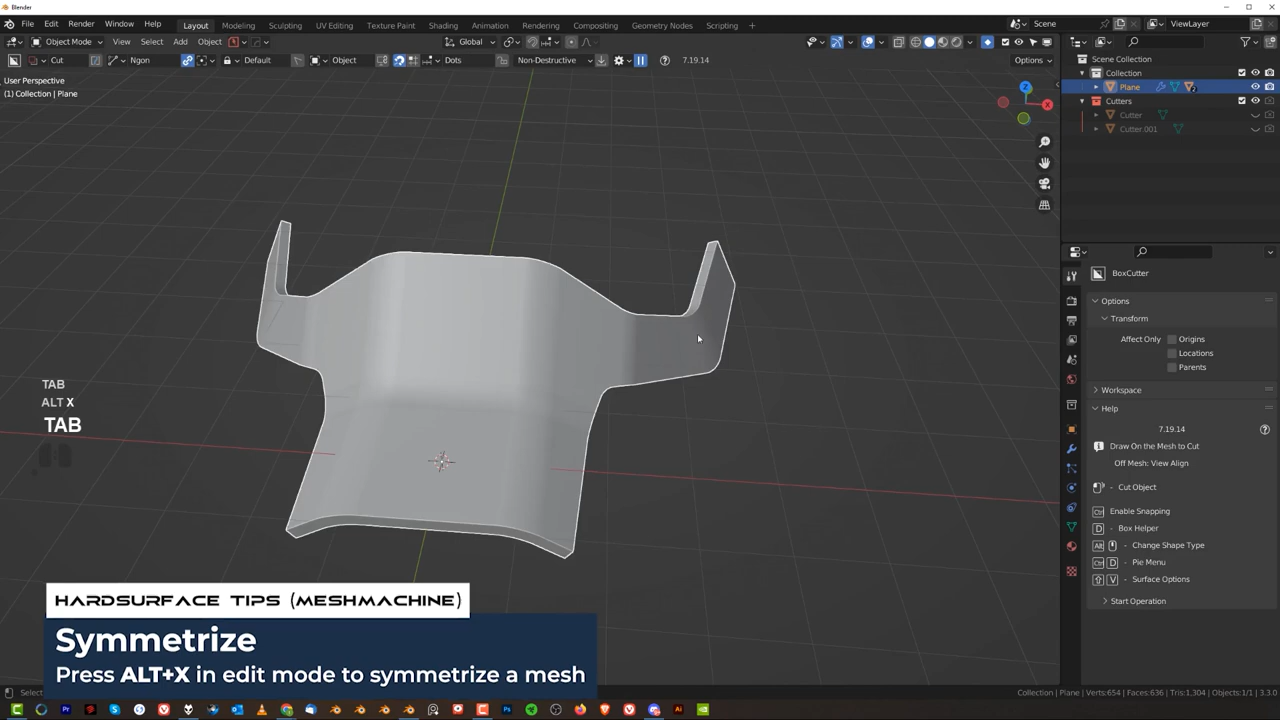 Blender
File Edit Render Window Help Layout Modeling Sculpting UV Editing Texture Paint Shading Animation Rendering Compositing Geometry Nodes Scripting Scene ViewLayer
Object Mode View Select Add Object Global
Cut Ngon Default Object Dots Non-Destructive 7.19.14 Options
User Perspective
(1) Collection | Plane
Scene Collection
Collection
Plane
Cutters
Cutter
Cutter.001
X
Z
BoxCutter
Options
Transform
Affect Only Origins
Locations
Parents
Workspace
Help
7.19.14
Draw On the Mesh to Cut
Off Mesh: View Align
- Cut Object
Ctrl Enable Snapping
D - Box Helper
Alt - Change Shape Type
Ctrl D - Pie Menu
V - Surface Options
Start Operation
TAB
ALT X
TAB
HARDSURFACE TIPS (MESHMACHINE)
Symmetrize
Press ALT+X in edit mode to symmetrize a mesh
Select
Collection | Plane | Verts:654 | Faces:636 | Tris:1,304 | Objects:1/1 | 3.3.0